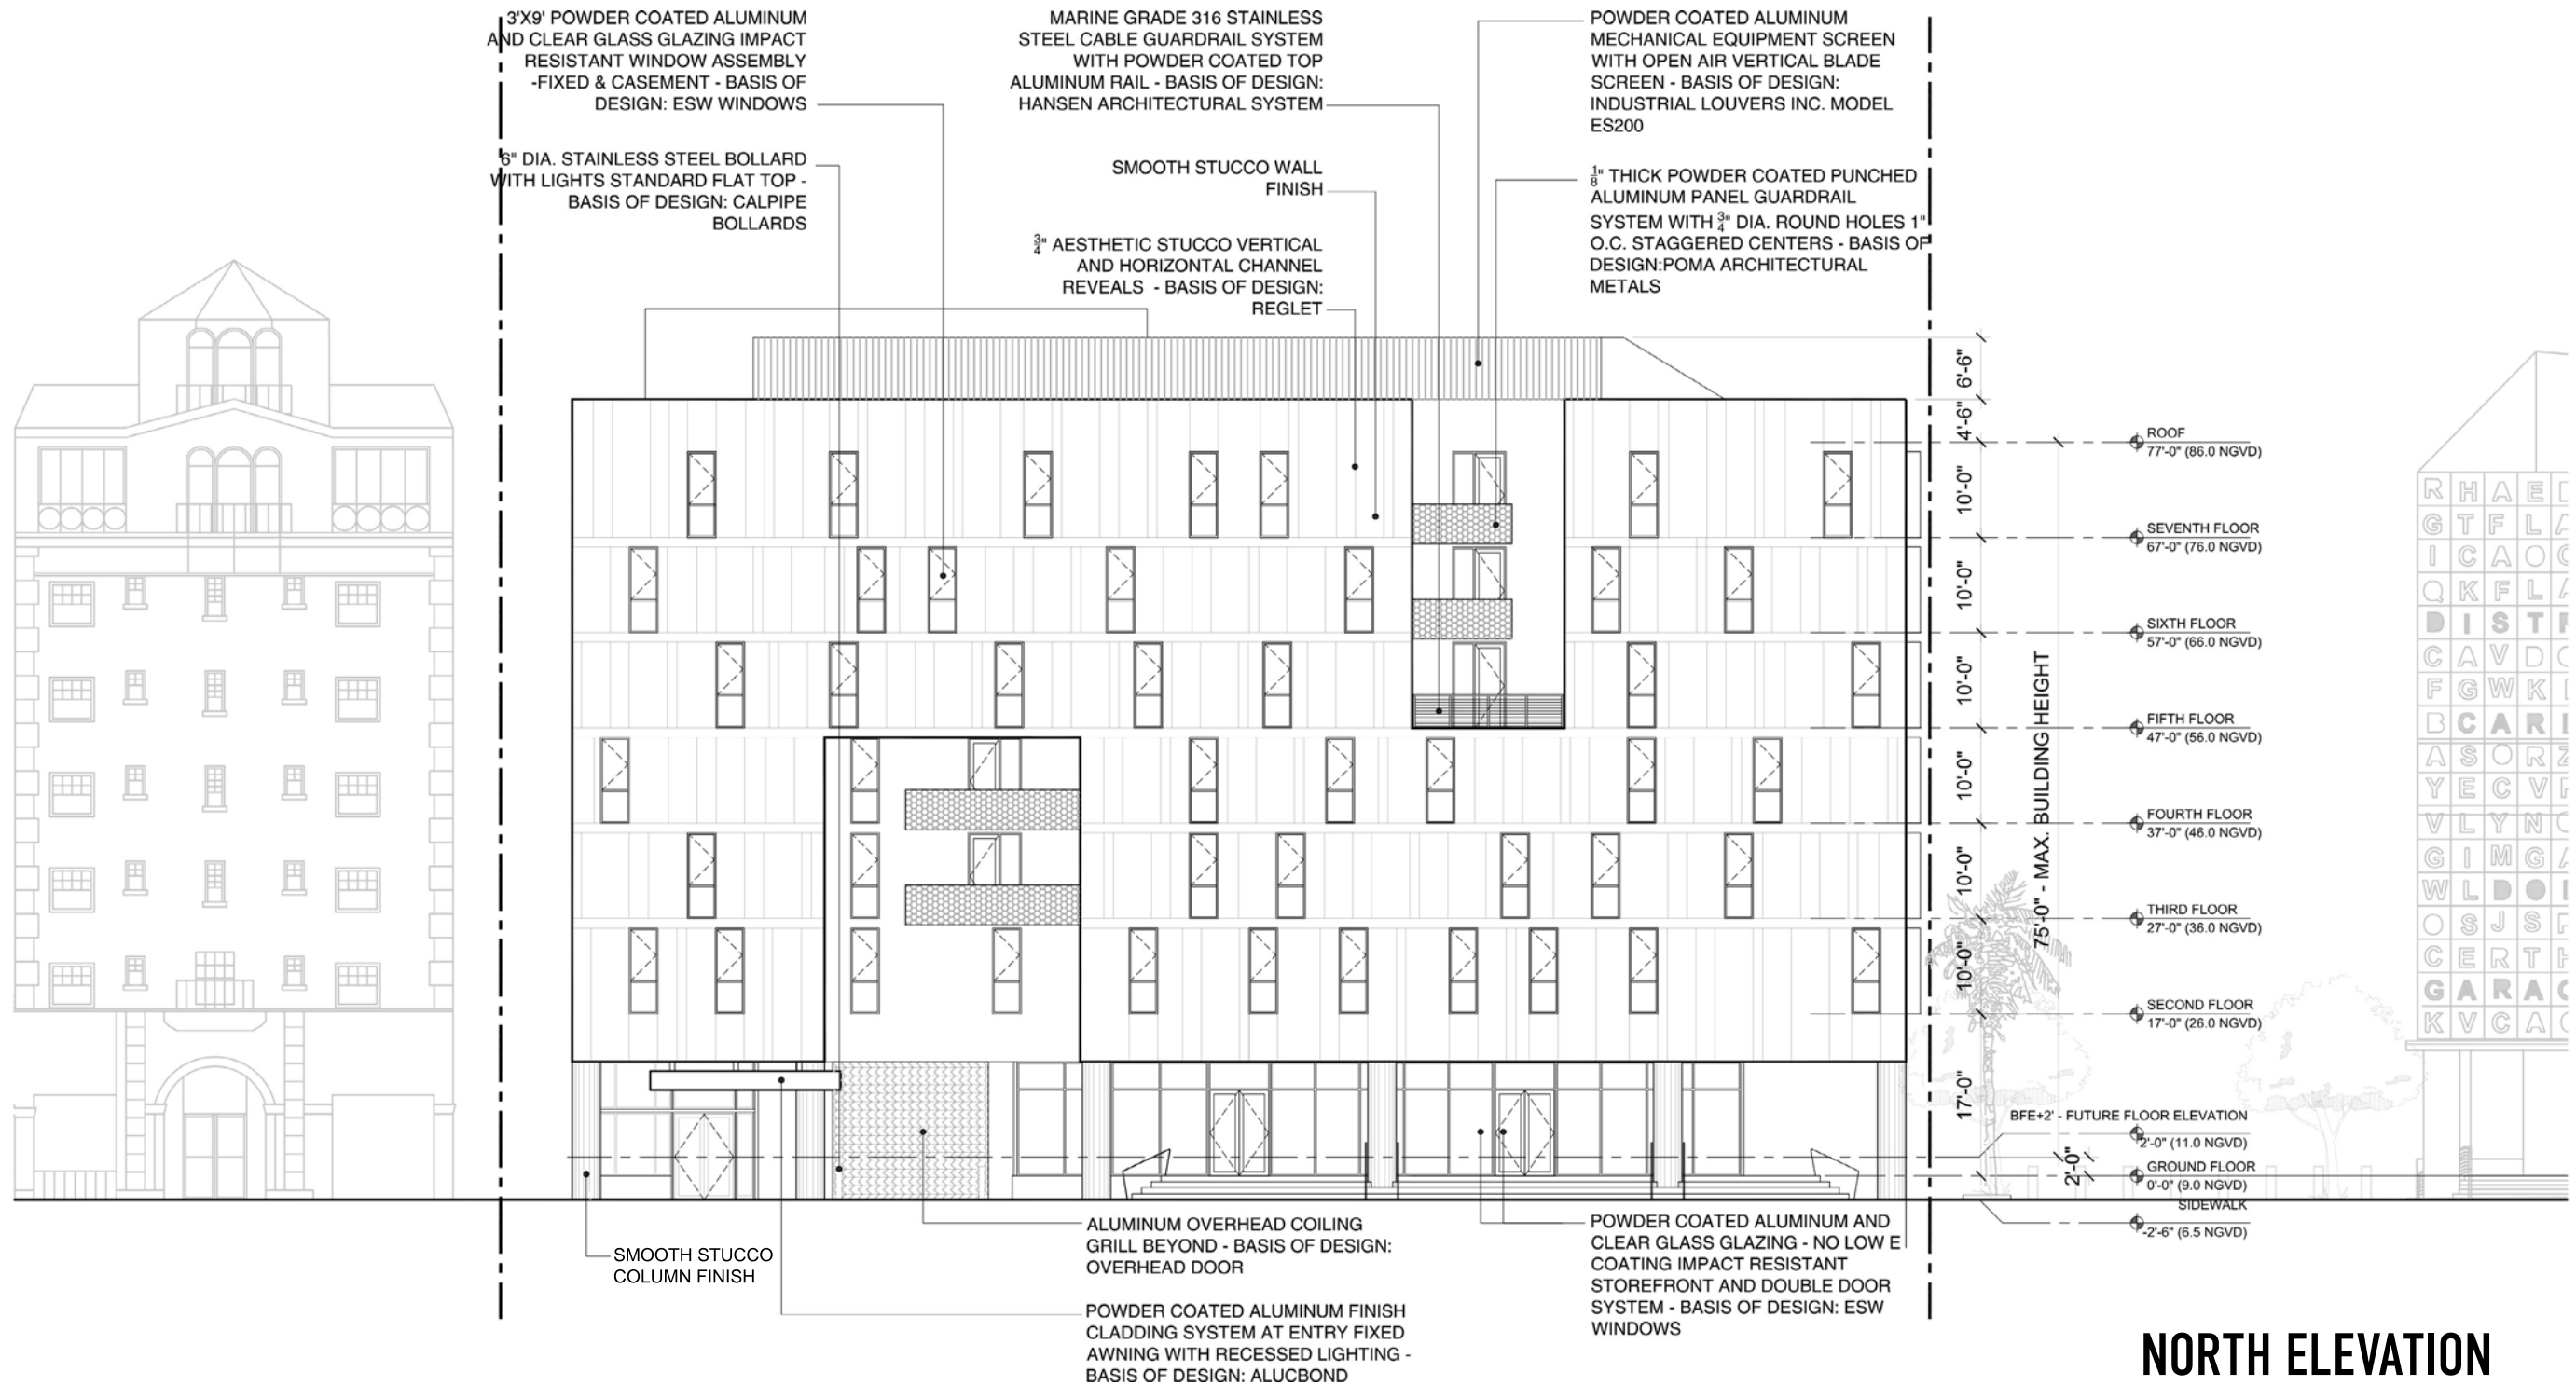 3'X9' POWDER COATED ALUMINUM
AND CLEAR GLASS GLAZING IMPACT
RESISTANT WINDOW ASSEMBLY
-FIXED & CASEMENT - BASIS OF
DESIGN: ESW WINDOWS
6" DIA. STAINLESS STEEL BOLLARD
WITH LIGHTS STANDARD FLAT TOP -
BASIS OF DESIGN: CALPIPE
BOLLARDS
MARINE GRADE 316 STAINLESS
STEEL CABLE GUARDRAIL SYSTEM
WITH POWDER COATED TOP
ALUMINUM RAIL - BASIS OF DESIGN:
HANSEN ARCHITECTURAL SYSTEM
SMOOTH STUCCO WALL
FINISH
3/4" AESTHETIC STUCCO VERTICAL
AND HORIZONTAL CHANNEL
REVEALS - BASIS OF DESIGN:
REGLET
POWDER COATED ALUMINUM
MECHANICAL EQUIPMENT SCREEN
WITH OPEN AIR VERTICAL BLADE
SCREEN - BASIS OF DESIGN:
INDUSTRIAL LOUVERS INC. MODEL
ES200
1/8" THICK POWDER COATED PUNCHED
ALUMINUM PANEL GUARDRAIL
SYSTEM WITH 3/4" DIA. ROUND HOLES 1"
O.C. STAGGERED CENTERS - BASIS OF
DESIGN:POMA ARCHITECTURAL
METALS
6'-6"
4'-6"
10'-0"
10'-0"
10'-0"
10'-0"
10'-0"
10'-0"
17'-0"
75'-0" - MAX. BUILDING HEIGHT
2'-0"
ROOF
77'-0" (86.0 NGVD)
SEVENTH FLOOR
67'-0" (76.0 NGVD)
SIXTH FLOOR
57'-0" (66.0 NGVD)
FIFTH FLOOR
47'-0" (56.0 NGVD)
FOURTH FLOOR
37'-0" (46.0 NGVD)
THIRD FLOOR
27'-0" (36.0 NGVD)
SECOND FLOOR
17'-0" (26.0 NGVD)
BFE+2' - FUTURE FLOOR ELEVATION
2'-0" (11.0 NGVD)
GROUND FLOOR
0'-0" (9.0 NGVD)
SIDEWALK
-2'-6" (6.5 NGVD)
R H A E
G T F L
I C A O
Q K F L
D I S T
C A V D
F G W K
B C A R
A S O R
Y E C V
V L Y N
G I M G
W L D O
O S J S
C E R T
G A R A
K V C A
SMOOTH STUCCO
COLUMN FINISH
ALUMINUM OVERHEAD COILING
GRILL BEYOND - BASIS OF DESIGN:
OVERHEAD DOOR
POWDER COATED ALUMINUM FINISH
CLADDING SYSTEM AT ENTRY FIXED
AWNING WITH RECESSED LIGHTING -
BASIS OF DESIGN: ALUCBOND
POWDER COATED ALUMINUM AND
CLEAR GLASS GLAZING - NO LOW E
COATING IMPACT RESISTANT
STOREFRONT AND DOUBLE DOOR
SYSTEM - BASIS OF DESIGN: ESW
WINDOWS
NORTH ELEVATION